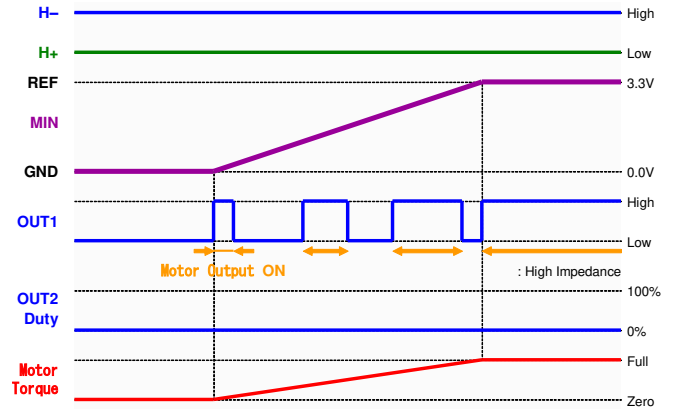 H−
High
H+
Low
REF
3.3V
MIN
GND
0.0V
High
OUT1
Low
Motor Output ON
: High Impedance
OUT2
Duty
100%
0%
Motor
Torque
Full
Zero